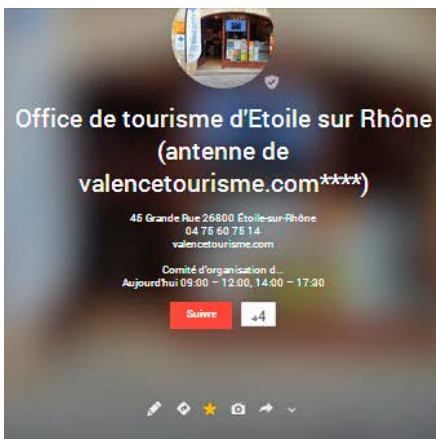 Office de tourisme d'Etoile sur Rhône
(antenne de
valencetourisme.com****)
45 Grande Rue 26800 Étoile-sur-Rhône
04 75 60 75 14
valencetourisme.com
Comité d'organisation d...
Aujourd'hui 09:00 – 12:00, 14:00 – 17:30
Suivre +4